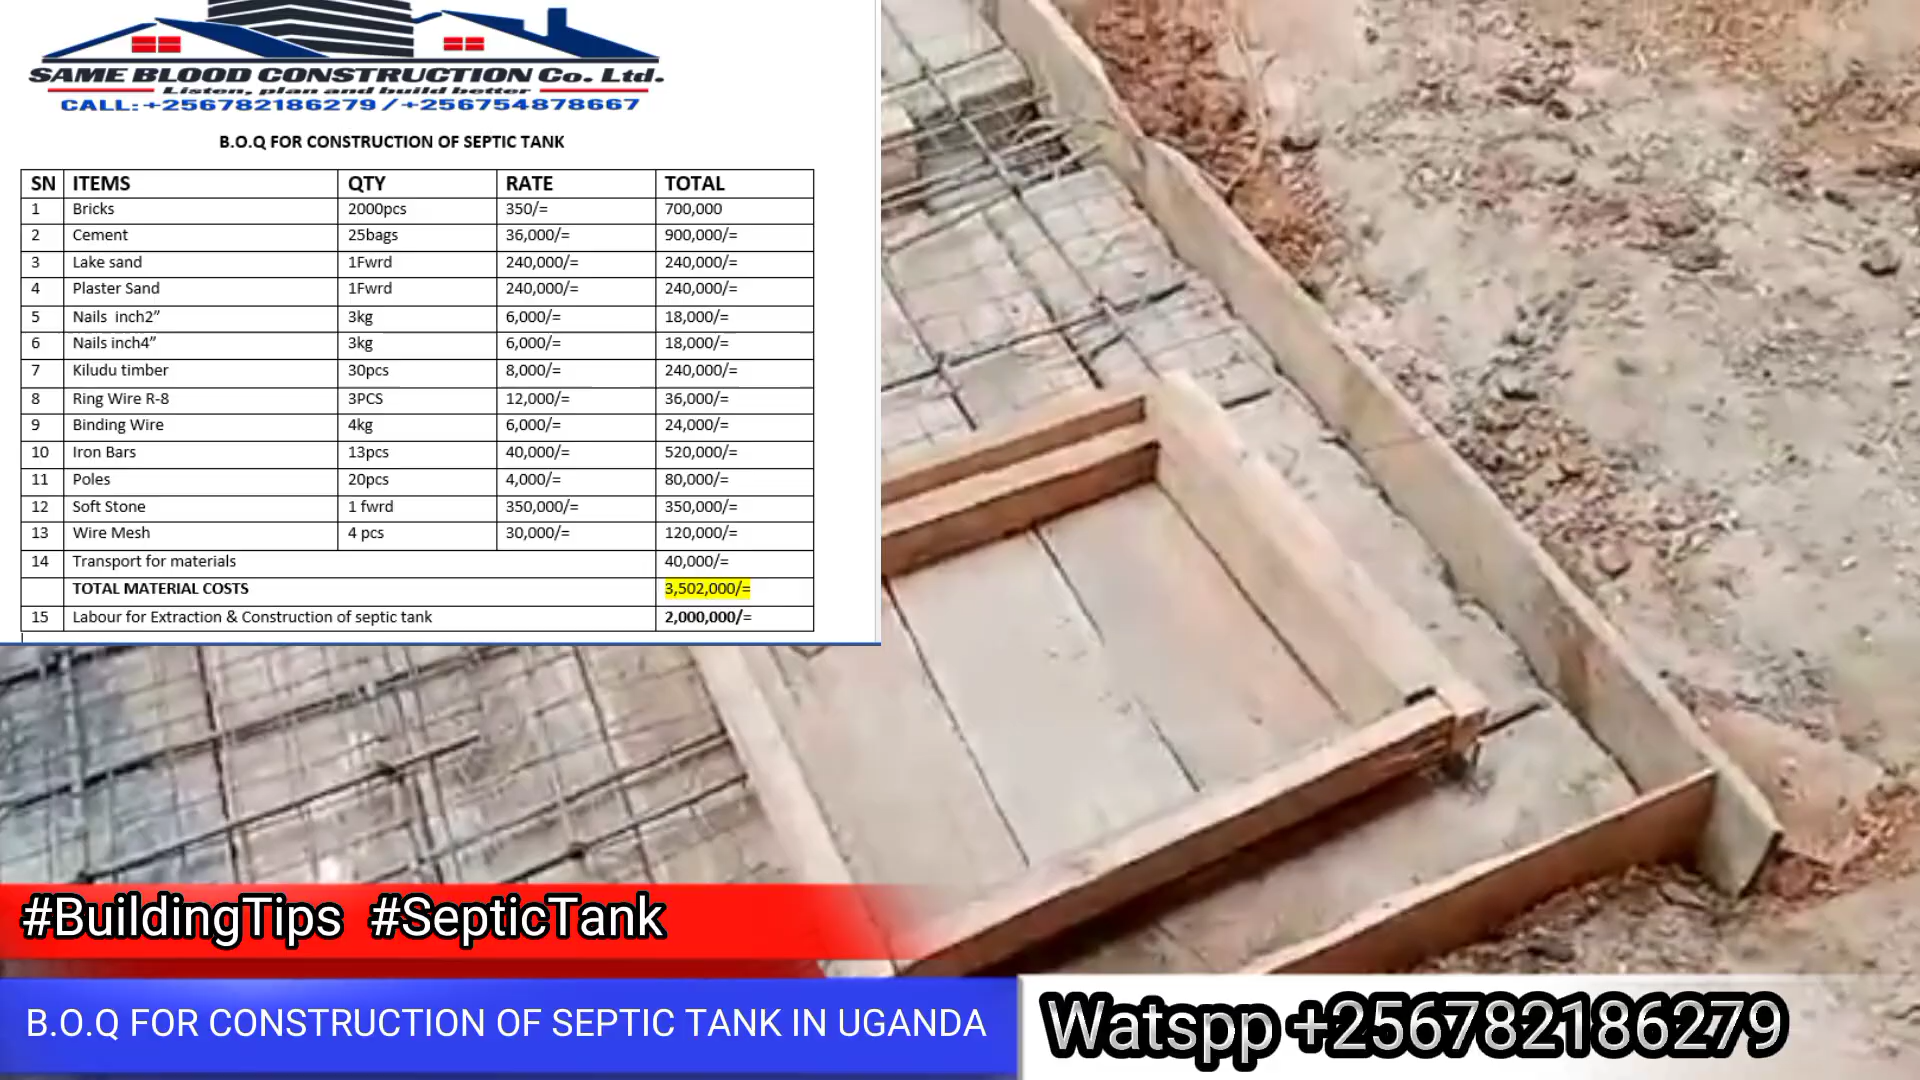 SAME BLOOD CONSTRUCTION Co. Ltd.
Listen, plan and build better
CALL: +256782186279 / +256754878667
B.O.Q FOR CONSTRUCTION OF SEPTIC TANK
SN ITEMS QTY RATE TOTAL
1 Bricks 2000pcs 350/= 700,000
2 Cement 25bags 36,000/= 900,000/=
3 Lake sand 1Fwrd 240,000/= 240,000/=
4 Plaster Sand 1Fwrd 240,000/= 240,000/=
5 Nails inch2” 3kg 6,000/= 18,000/=
6 Nails inch4” 3kg 6,000/= 18,000/=
7 Kiludu timber 30pcs 8,000/= 240,000/=
8 Ring Wire R-8 3PCS 12,000/= 36,000/=
9 Binding Wire 4kg 6,000/= 24,000/=
10 Iron Bars 13pcs 40,000/= 520,000/=
11 Poles 20pcs 4,000/= 80,000/=
12 Soft Stone 1 fwrd 350,000/= 350,000/=
13 Wire Mesh 4 pcs 30,000/= 120,000/=
14 Transport for materials 40,000/=
TOTAL MATERIAL COSTS 3,502,000/=
15 Labour for Extraction & Construction of septic tank 2,000,000/=
#BuildingTips #SepticTank
B.O.Q FOR CONSTRUCTION OF SEPTIC TANK IN UGANDA
Watspp +256782186279